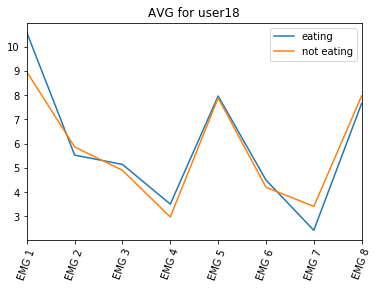 AVG for user18
eating
not eating
10
9
8
7
6
5
4
3
EMG 1
EMG 2
EMG 3
EMG 4
EMG 5
EMG 6
EMG 7
EMG 8